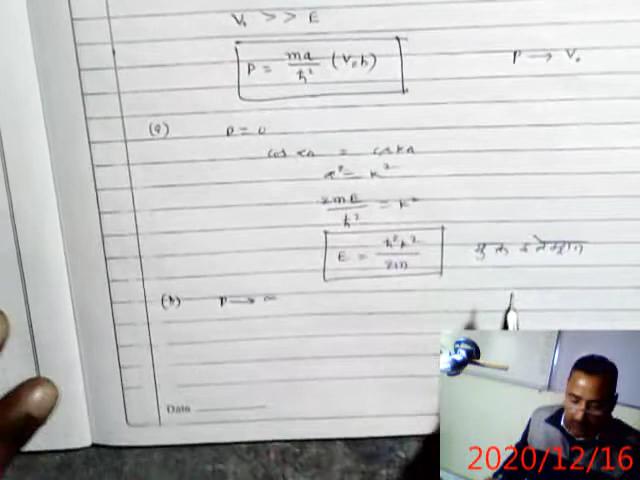 V₀ >> E
P = ma/ħ² (V₀b)
P → V₀
(a) P = 0
cos αa = cos ka
α² = k²
2mE/ħ² = k²
E = ħ²k²/2m मुक्त इलेक्ट्रान
(b) P → ∞
Date
2020/12/16